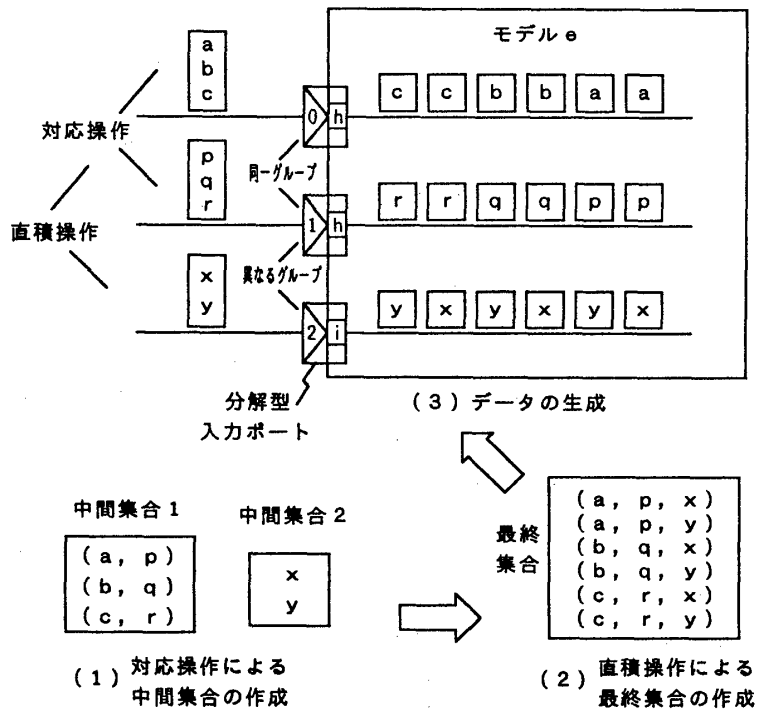 モデルe
a
b
c
0 h
c c b b a a
対応操作
同一グループ
p
q
r
1 h
r r q q p p
直積操作
異なるグループ
x
y
2 i
y x y x y x
分解型
入力ポート
(3)データの生成
中間集合1
(a, p)
(b, q)
(c, r)
中間集合2
x
y
最終
集合
(a, p, x)
(a, p, y)
(b, q, x)
(b, q, y)
(c, r, x)
(c, r, y)
(1)対応操作による
中間集合の作成
(2)直積操作による
最終集合の作成